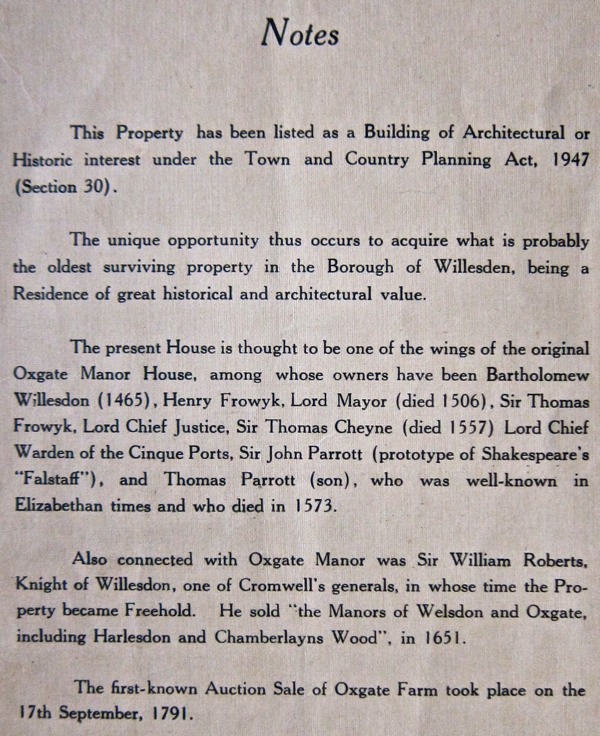 Notes
This Property has been listed as a Building of Architectural or
Historic interest under the Town and Country Planning Act, 1947
(Section 30).
The unique opportunity thus occurs to acquire what is probably
the oldest surviving property in the Borough of Willesden, being a
Residence of great historical and architectural value.
The present House is thought to be one of the wings of the original
Oxgate Manor House, among whose owners have been Bartholomew
Willesdon (1465), Henry Frowyk, Lord Mayor (died 1506), Sir Thomas
Frowyk, Lord Chief Justice, Sir Thomas Cheyne (died 1557) Lord Chief
Warden of the Cinque Ports, Sir John Parrott (prototype of Shakespeare's
"Falstaff"), and Thomas Parrott (son), who was well-known in
Elizabethan times and who died in 1573.
Also connected with Oxgate Manor was Sir William Roberts,
Knight of Willesdon, one of Cromwell's generals, in whose time the Pro-
perty became Freehold. He sold "the Manors of Welsdon and Oxgate,
including Harlesdon and Chamberlayns Wood", in 1651.
The first-known Auction Sale of Oxgate Farm took place on the
17th September, 1791.